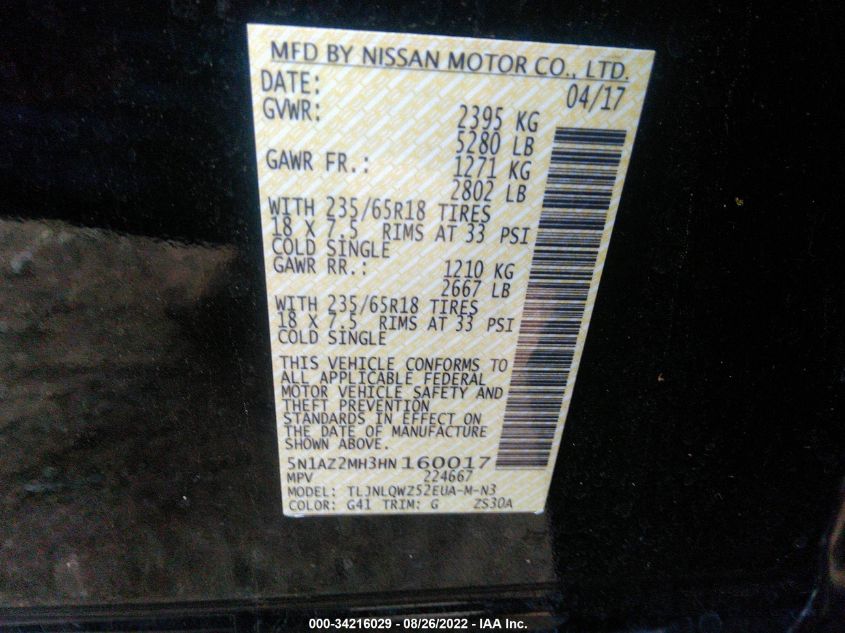 MFD BY NISSAN MOTOR CO., LTD.
DATE: 04/17
GVWR: 2395 KG
5280 LB
GAWR FR.: 1271 KG
2802 LB
WITH 235/65R18 TIRES
18 X 7.5 RIMS AT 33 PSI
COLD SINGLE
GAWR RR.: 1210 KG
2667 LB
WITH 235/65R18 TIRES
18 X 7.5 RIMS AT 33 PSI
COLD SINGLE
THIS VEHICLE CONFORMS TO
ALL APPLICABLE FEDERAL
MOTOR VEHICLE SAFETY AND
THEFT PREVENTION
STANDARDS IN EFFECT ON
THE DATE OF MANUFACTURE
SHOWN ABOVE.
5N1AZ2MH3HN160017
MPV 224667
MODEL: TLJNLQWZ52EUA-M-N3
COLOR: G41 TRIM: G ZS30A
000-34216029 - 08/26/2022 - IAA Inc.